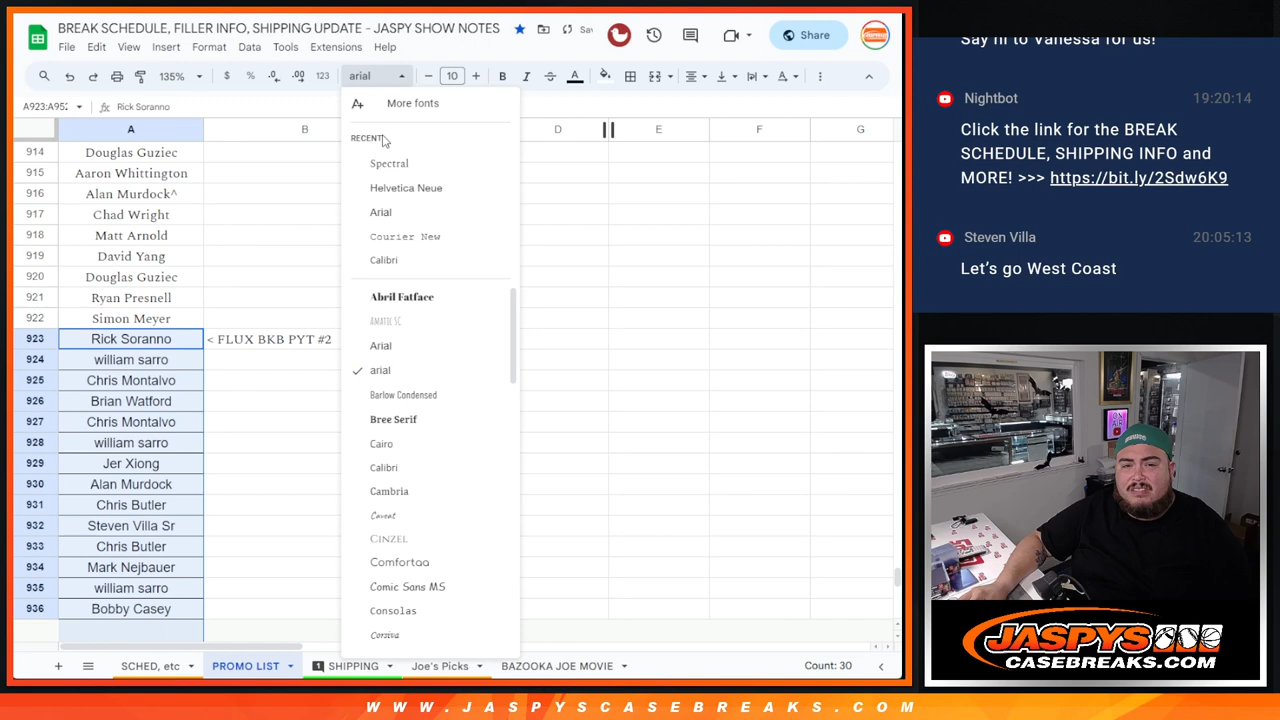 BREAK SCHEDULE, FILLER INFO, SHIPPING UPDATE - JASPY SHOW NOTES
File Edit View Insert Format Data Tools Extensions Help
Share
135% $ % .0 .00 123 arial 10 B I A
A923:A952 fx Rick Soranno
A B D E F G
914 Douglas Guziec
915 Aaron Whittington
916 Alan Murdock^
917 Chad Wright
918 Matt Arnold
919 David Yang
920 Douglas Guziec
921 Ryan Presnell
922 Simon Meyer
923 Rick Soranno < FLUX BKB PYT #2
924 william sarro
925 Chris Montalvo
926 Brian Watford
927 Chris Montalvo
928 william sarro
929 Jer Xiong
930 Alan Murdock
931 Chris Butler
932 Steven Villa Sr
933 Chris Butler
934 Mark Nejbauer
935 william sarro
936 Bobby Casey
More fonts
RECENT
Spectral
Helvetica Neue
Arial
Courier New
Calibri
Abril Fatface
AMATIC SC
Arial
arial
Barlow Condensed
Bree Serif
Cairo
Calibri
Cambria
Caveat
CINZEL
Comfortaa
Comic Sans MS
Consolas
Corsiva
SCHED, etc PROMO LIST 1 SHIPPING Joe's Picks BAZOOKA JOE MOVIE Count: 30
Say hi to Vanessa for us!
Nightbot 19:20:14
Click the link for the BREAK
SCHEDULE, SHIPPING INFO and
MORE! >>> https://bit.ly/2Sdw6K9
Steven Villa 20:05:13
Let's go West Coast
JASPYS
CASEBREAKS.COM
WWW.JASPYSCASEBREAKS.COM